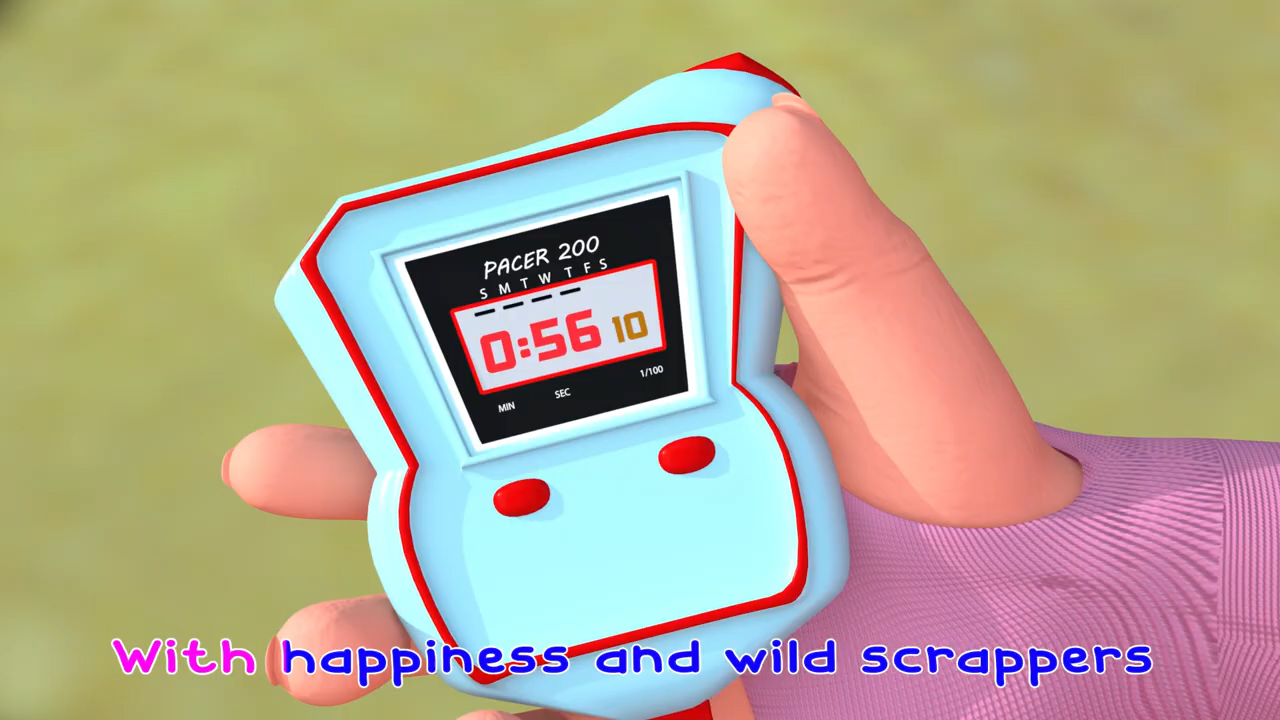 PACER 200
S M T W T F S
0:56 10
MIN SEC 1/100
With happiness and wild scrappers